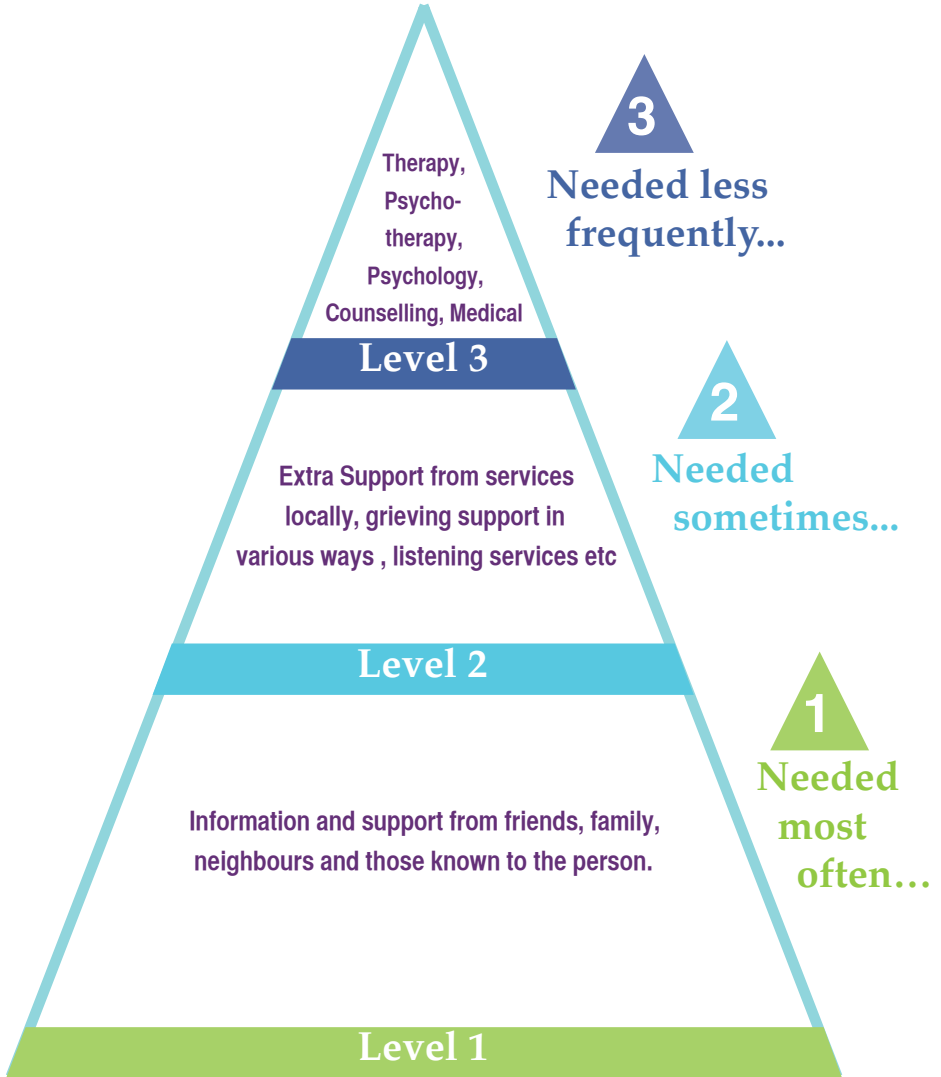 Therapy,
Psycho-
therapy,
Psychology,
Counselling, Medical
Level 3
3
Needed less
frequently...
Extra Support from services
locally, grieving support in
various ways , listening services etc
Level 2
2
Needed
sometimes...
Information and support from friends, family,
neighbours and those known to the person.
Level 1
1
Needed
most
often…